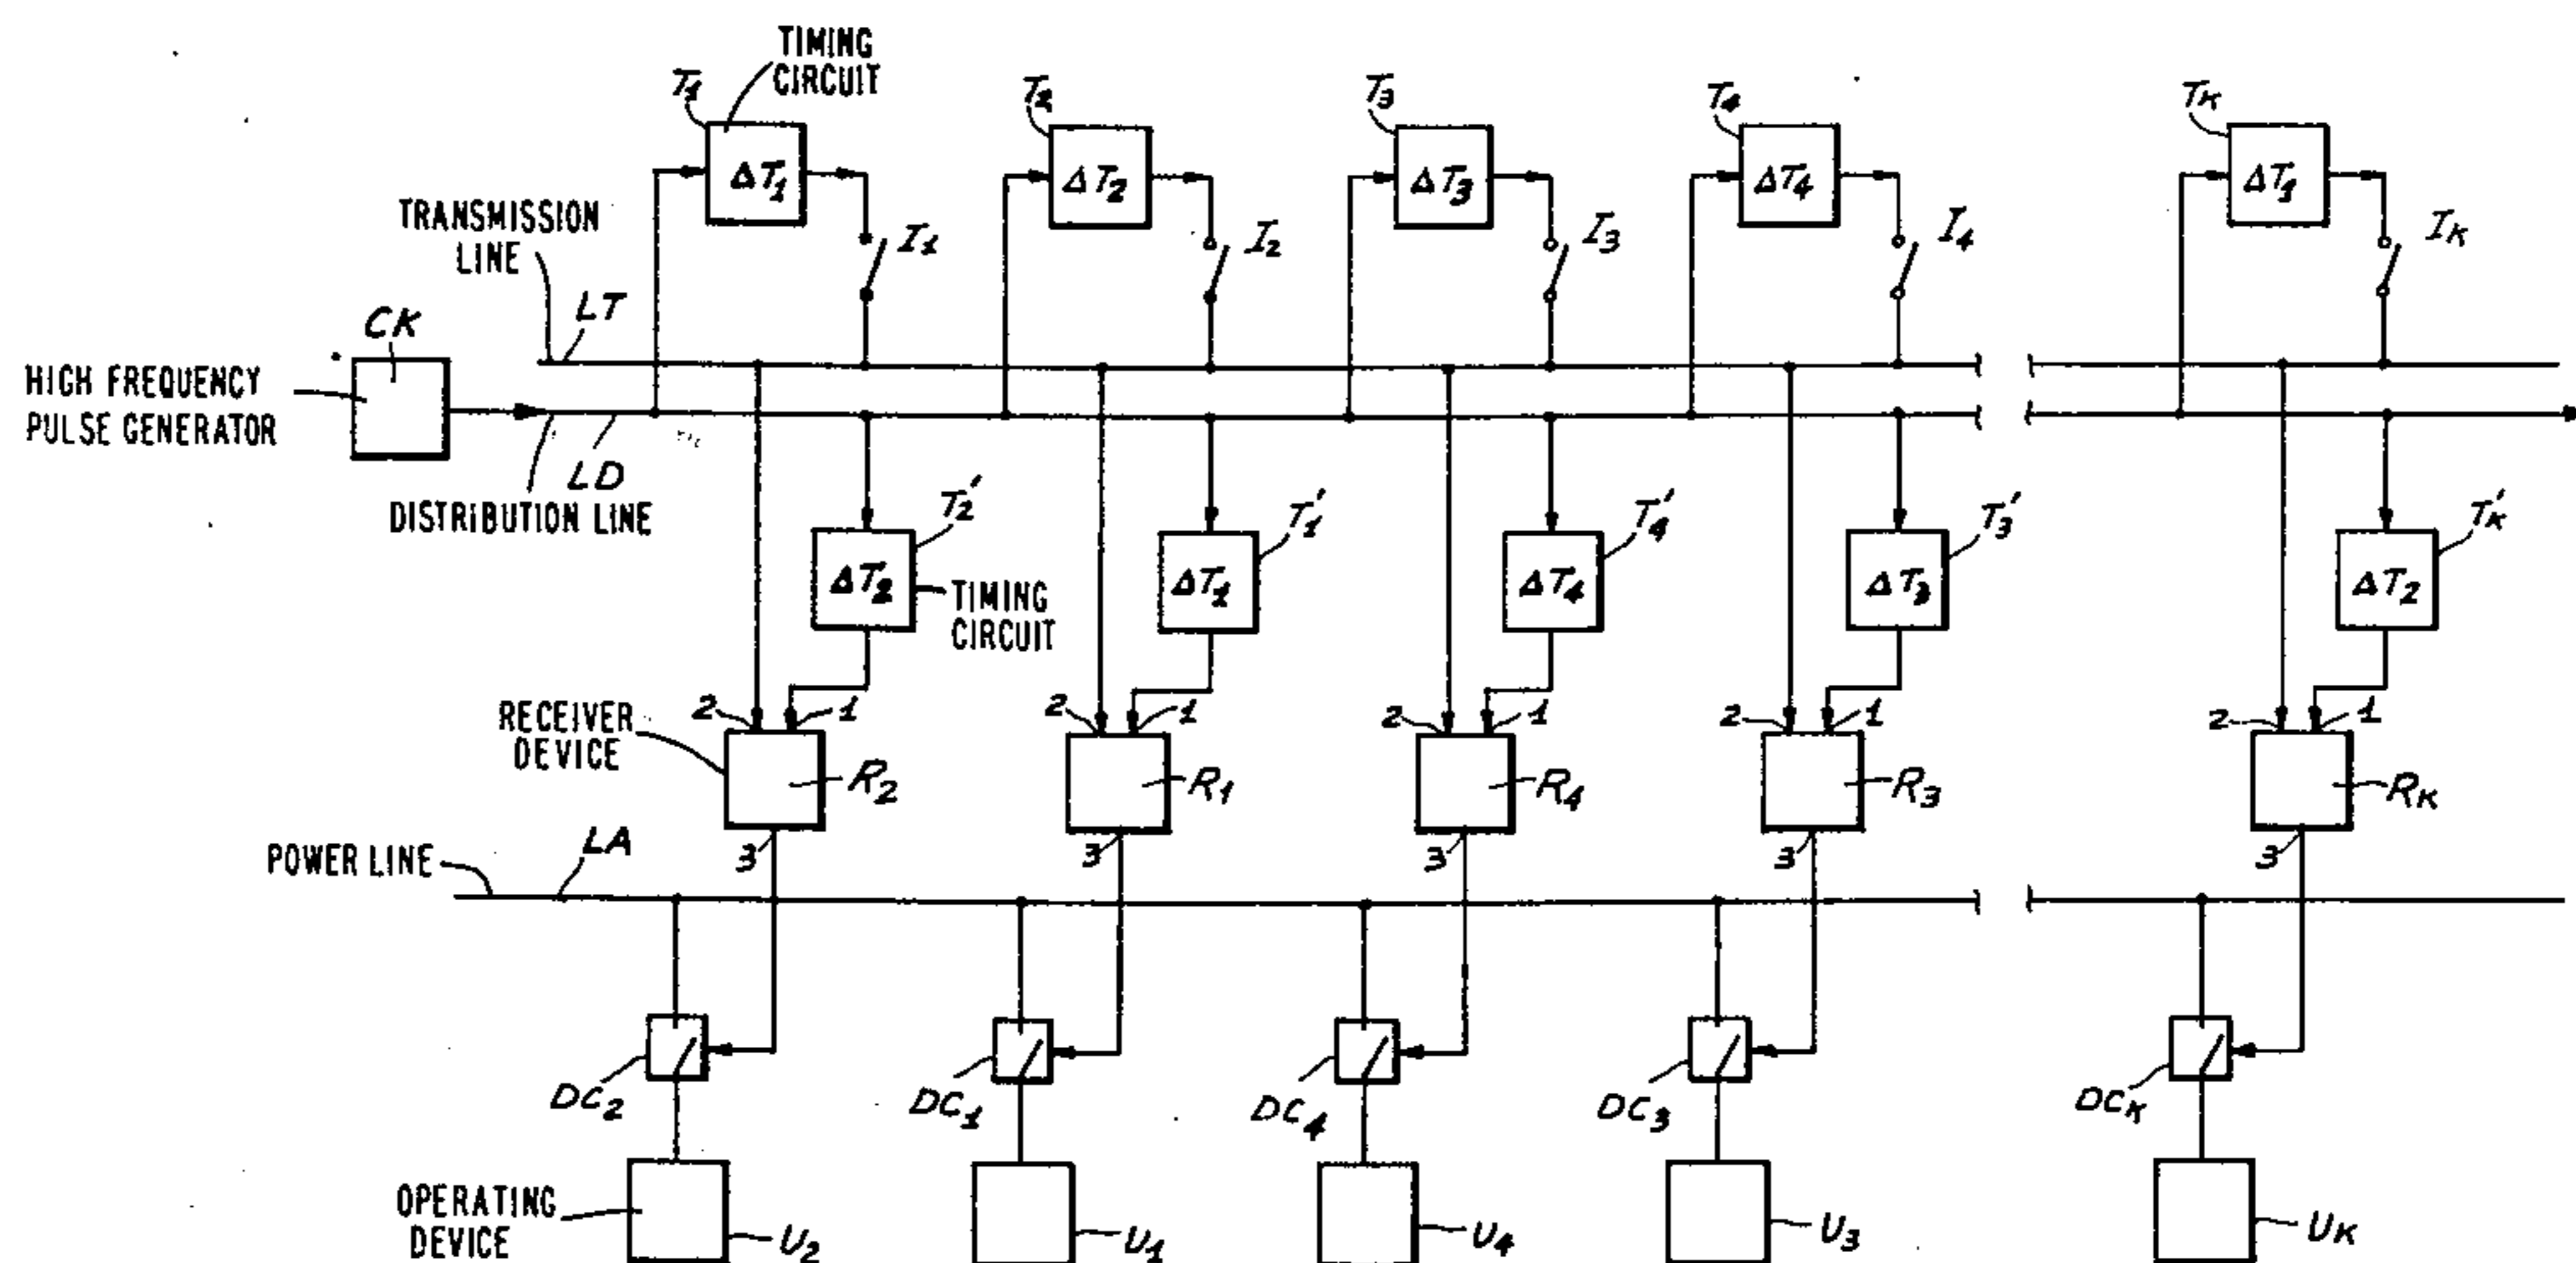 TIMING
CIRCUIT
T1
T2
T3
T4
TK
ΔT1
ΔT2
ΔT3
ΔT4
ΔT1
TRANSMISSION
LINE
I1
I2
I3
I4
IK
LT
CK
HIGH FREQUENCY
PULSE GENERATOR
LD
DISTRIBUTION LINE
T2'
T1'
T4'
T3'
TK'
ΔT2
ΔT1
ΔT4
ΔT3
ΔT2
TIMING
CIRCUIT
2 1
2 1
2 1
2 1
2 1
RECEIVER
DEVICE
R2
R1
R4
R3
RK
3
3
3
3
3
POWER LINE
LA
DC2
DC1
DC4
DC3
DCK
OPERATING
DEVICE
U2
U1
U4
U3
UK